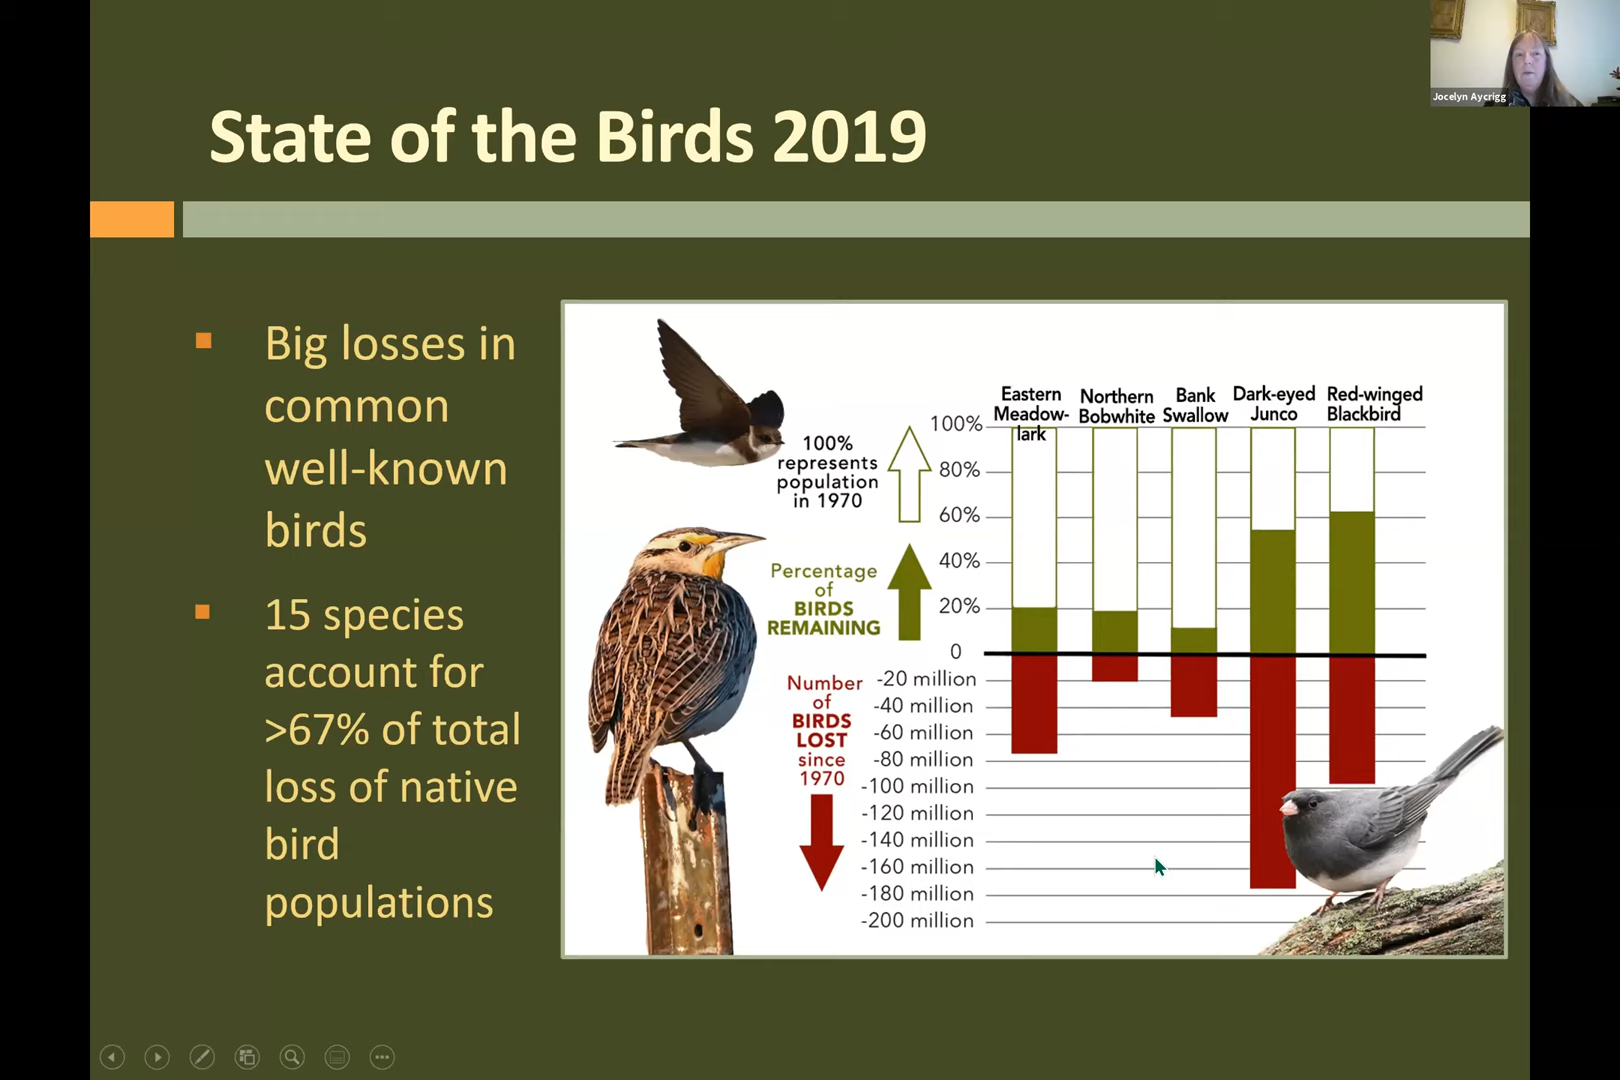 Jocelyn Aycrigg
State of the Birds 2019
Big losses in
common
well-known
birds
15 species
account for
>67% of total
loss of native
bird
populations
Eastern
Meadow-
lark
Northern
Bobwhite
Bank
Swallow
Dark-eyed
Junco
Red-winged
Blackbird
100%
represents
population
in 1970
Percentage
of
BIRDS
REMAINING
Number
of
BIRDS
LOST
since
1970
100%
80%
60%
40%
20%
0
-20 million
-40 million
-60 million
-80 million
-100 million
-120 million
-140 million
-160 million
-180 million
-200 million